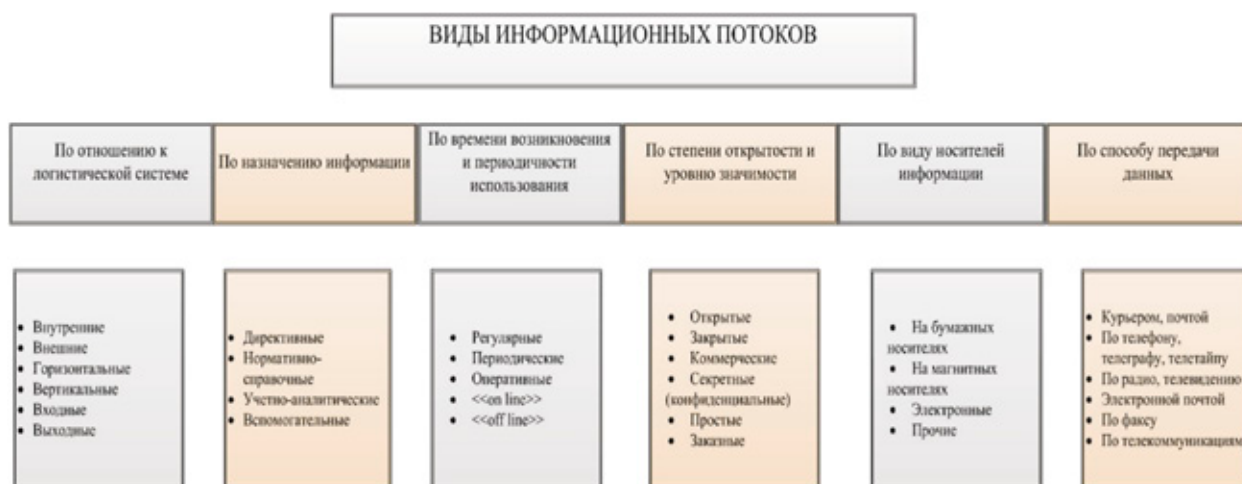 ВИДЫ ИНФОРМАЦИОННЫХ ПОТОКОВ
По отношению к
логистической системе
По назначению информации
По времени возникновения
и периодичности
использования
По степени открытости и
уровню значимости
По виду носителей
информации
По способу передачи
данных
• Внутренние
• Внешние
• Горизонтальные
• Вертикальные
• Входные
• Выходные
• Директивные
• Нормативно-
справочные
• Учетно-аналитические
• Вспомогательные
• Регулярные
• Периодические
• Оперативные
• <<on line>>
• <<off line>>
• Открытые
• Закрытые
• Коммерческие
• Секретные
(конфиденциальные)
• Простые
• Заказные
• На бумажных
носителях
• На магнитных
носителях
• Электронные
• Прочие
• Курьером, почтой
• По телефону,
телеграфу, телетайпу
• По радио, телевидению
• Электронной почтой
• По факсу
• По телекоммуникациям